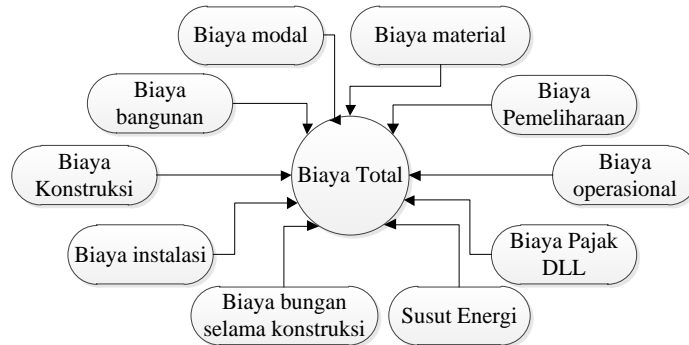 Biaya modal
Biaya material
Biaya
bangunan
Biaya
Pemeliharaan
Biaya
Konstruksi
Biaya Total
Biaya
operasional
Biaya instalasi
Biaya Pajak
DLL
Biaya bungan
selama konstruksi
Susut Energi